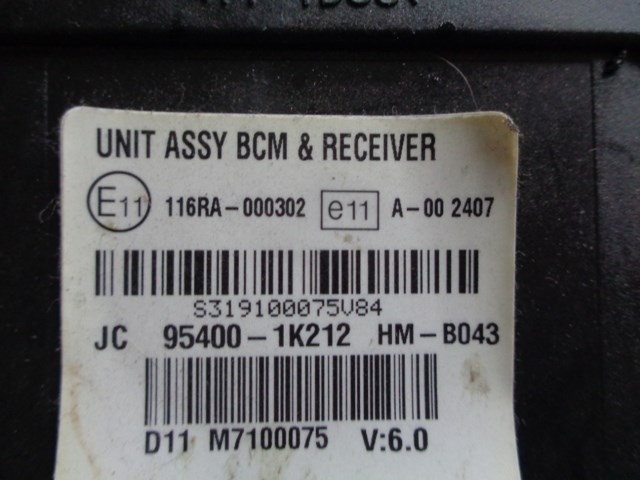 UNIT ASSY BCM & RECEIVER
E11 116RA-000302 e11 A-00 2407
S319100075V84
JC 95400-1K212 HM-B043
D11 M7100075 V:6.0